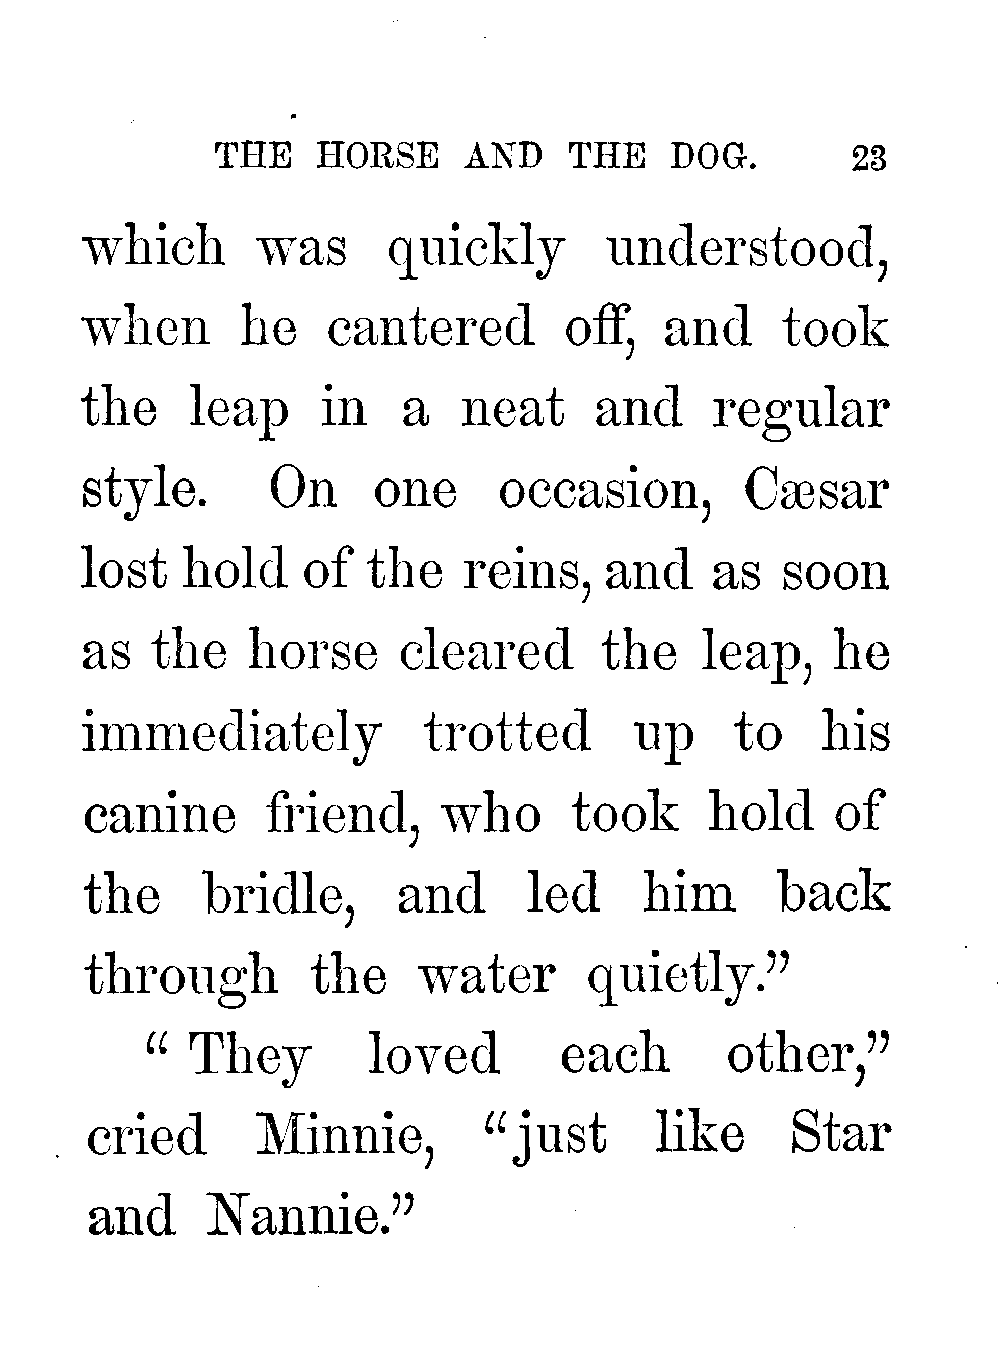 THE HORSE AND THE DOG. 23
which was quickly understood,
when he cantered off, and took
the leap in a neat and regular
style. On one occasion, Cæsar
lost hold of the reins, and as soon
as the horse cleared the leap, he
immediately trotted up to his
canine friend, who took hold of
the bridle, and led him back
through the water quietly.”
“ They loved each other,”
cried Minnie, “just like Star
and Nannie.”